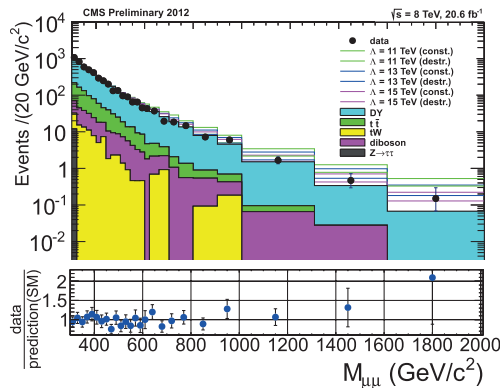 CMS Preliminary 2012
√s = 8 TeV, 20.6 fb⁻¹
Events /(20 GeV/c²)
10⁴
10³
10²
10
1
10⁻¹
10⁻²
data
Λ = 11 TeV (const.)
Λ = 11 TeV (destr.)
Λ = 13 TeV (const.)
Λ = 13 TeV (destr.)
Λ = 15 TeV (const.)
Λ = 15 TeV (destr.)
DY
tt̄
tW
diboson
Z→ττ
data
prediction(SM)
2
1.5
1
400 600 800 1000 1200 1400 1600 1800 2000
M_μμ (GeV/c²)